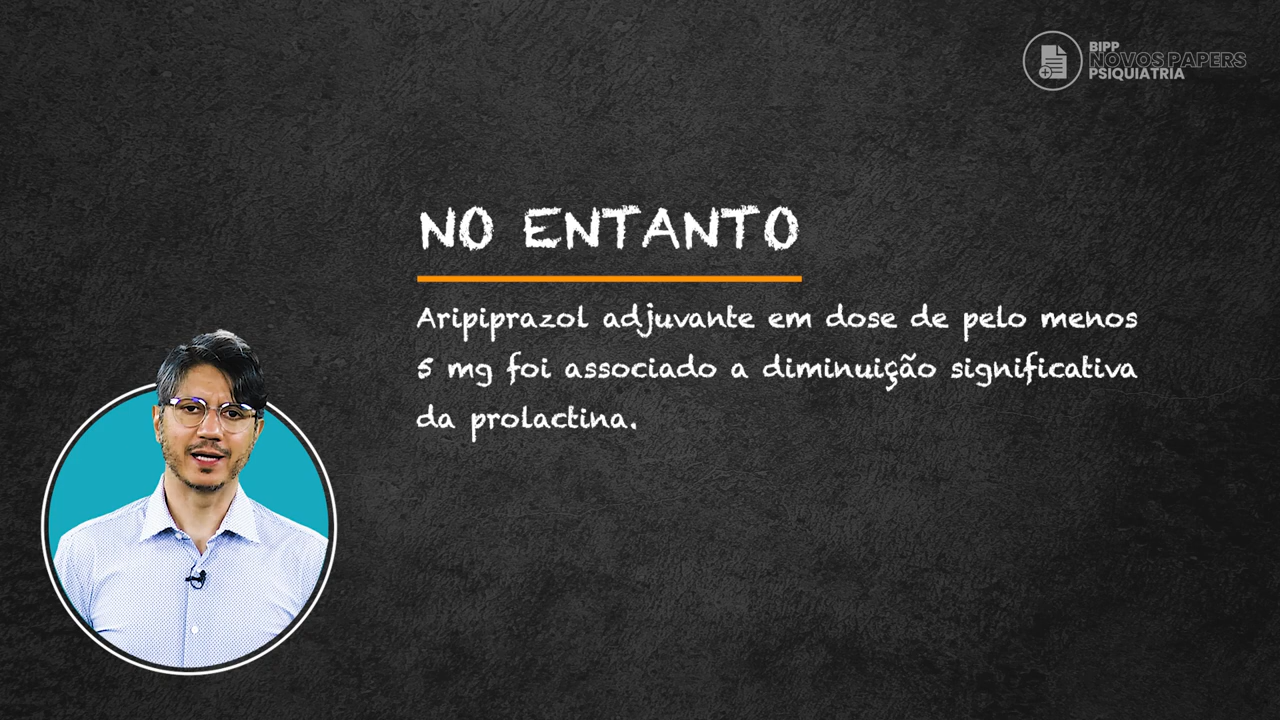 BIPP
NOVOS PAPERS
PSIQUIATRIA
NO ENTANTO
Aripiprazol adjuvante em dose de pelo menos
5 mg foi associado a diminuição significativa
da prolactina.